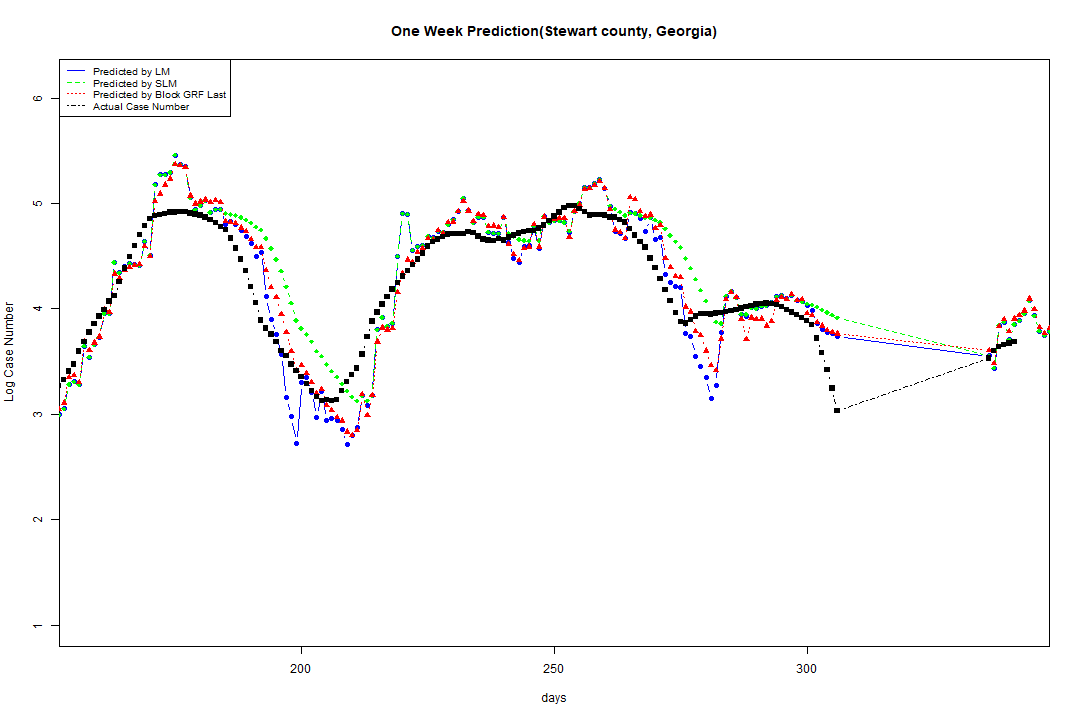 One Week Prediction(Stewart county, Georgia)
Predicted by LM
Predicted by SLM
Predicted by Block GRF Last
Actual Case Number
6
5
4
3
2
1
Log Case Number
200 250 300
days